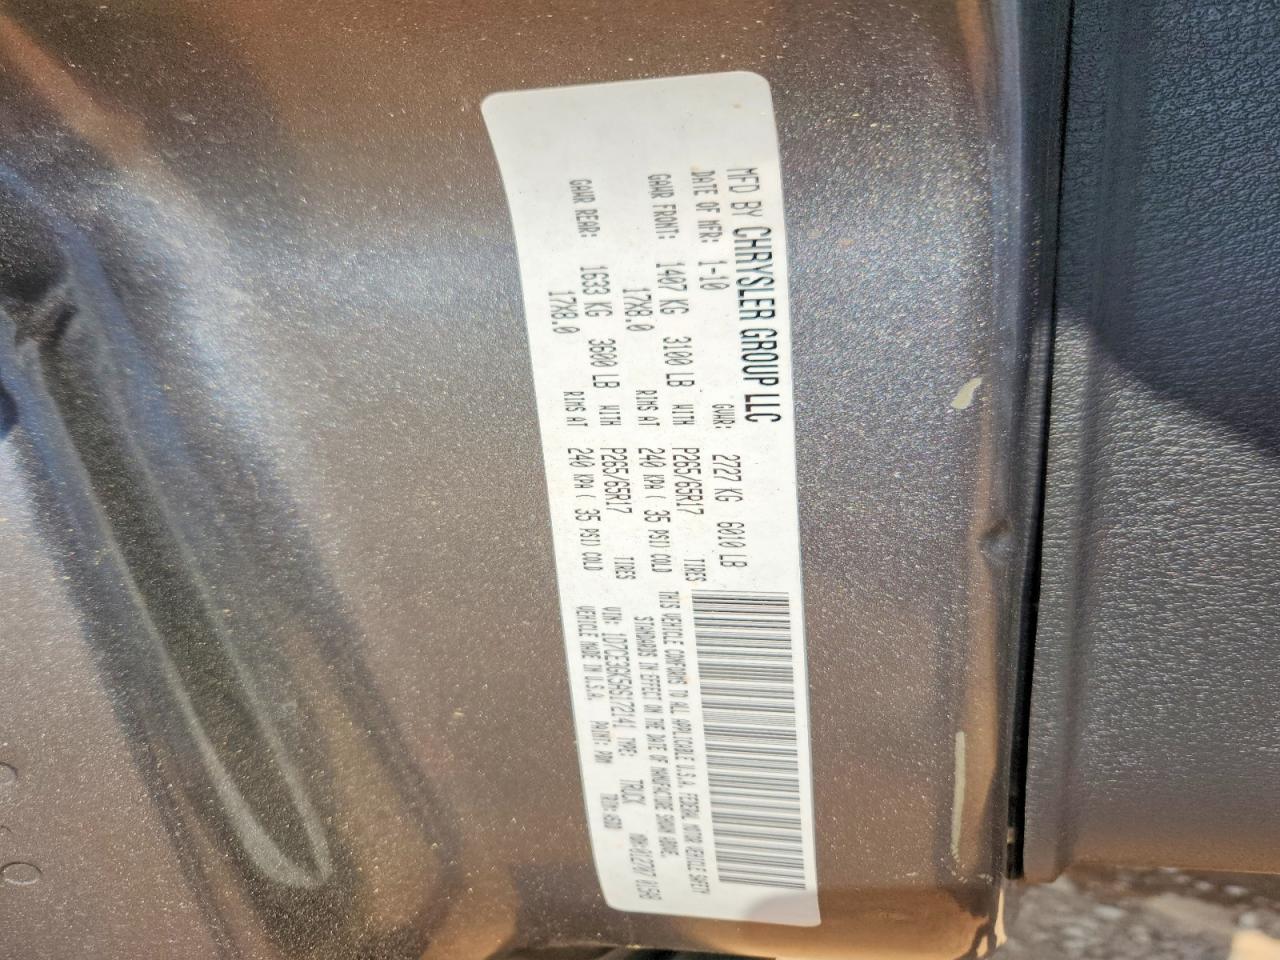 MFD BY CHRYSLER GROUP LLC
DATE OF MFR: 1-10 GVWR: 2727 KG 6010 LB
GAWR FRONT: 1407 KG 3100 LB WITH P265/65R17 TIRES
17X8.0 RIMS AT 240 KPA ( 35 PSI) COLD
GAWR REAR: 1633 KG 3600 LB WITH P265/65R17 TIRES
17X8.0 RIMS AT 240 KPA ( 35 PSI) COLD
THIS VEHICLE CONFORMS TO ALL APPLICABLE U.S.A. FEDERAL MOTOR VEHICLE SAFETY
STANDARDS IN EFFECT ON THE DATE OF MANUFACTURE SHOWN ABOVE.
VIN: 1D7CE3GK5AS172141 TYPE: TRUCK
VEHICLE MADE IN U.S.A. PAINT: PDM